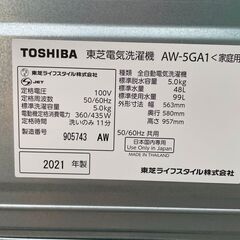 TOSHIBA 東芝電気洗濯機 AW-5GA1<家庭用
JET
定格電圧 100V
定格周波数 50/60Hz
定格洗濯容量 5.0kg
電動機定格消費電力 360/435W
洗いのみ 11分
製造番号 905743 AW
2021 年製
種類 全自動電気洗濯機
標準脱水容量 5.0kg
標準水量 48L
標準使用水量 99L
外形寸法 幅 563mm
奥行 580mm
高さ 957mm
50/60Hz 共用
日本国内専用
Use only in Japan
MADE IN THAILAND
東芝ライフスタイル株式会社
東芝ライフスタイル株式会社